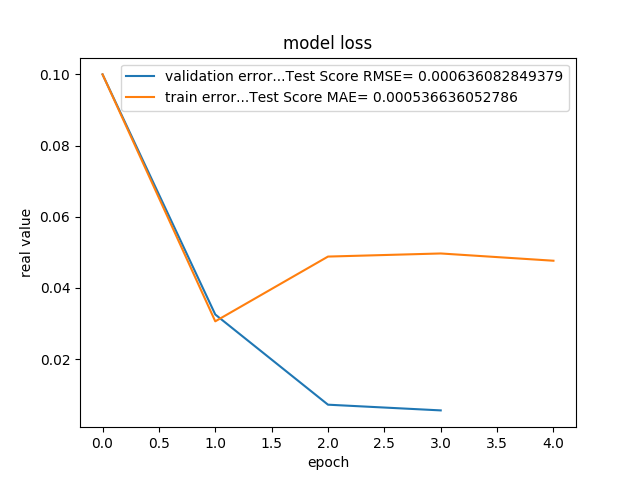 model loss
validation error...Test Score RMSE= 0.000636082849379
train error...Test Score MAE= 0.000536636052786
0.10
0.08
0.06
0.04
0.02
real value
0.0 0.5 1.0 1.5 2.0 2.5 3.0 3.5 4.0
epoch